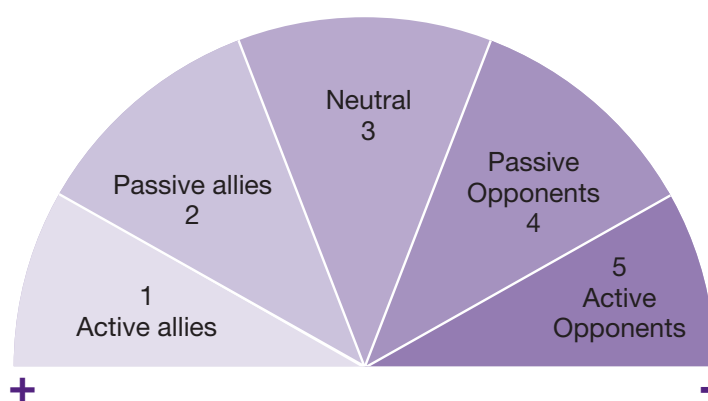 Neutral
3
Passive allies
2
Passive
Opponents
4
1
Active allies
5
Active
Opponents
+
-